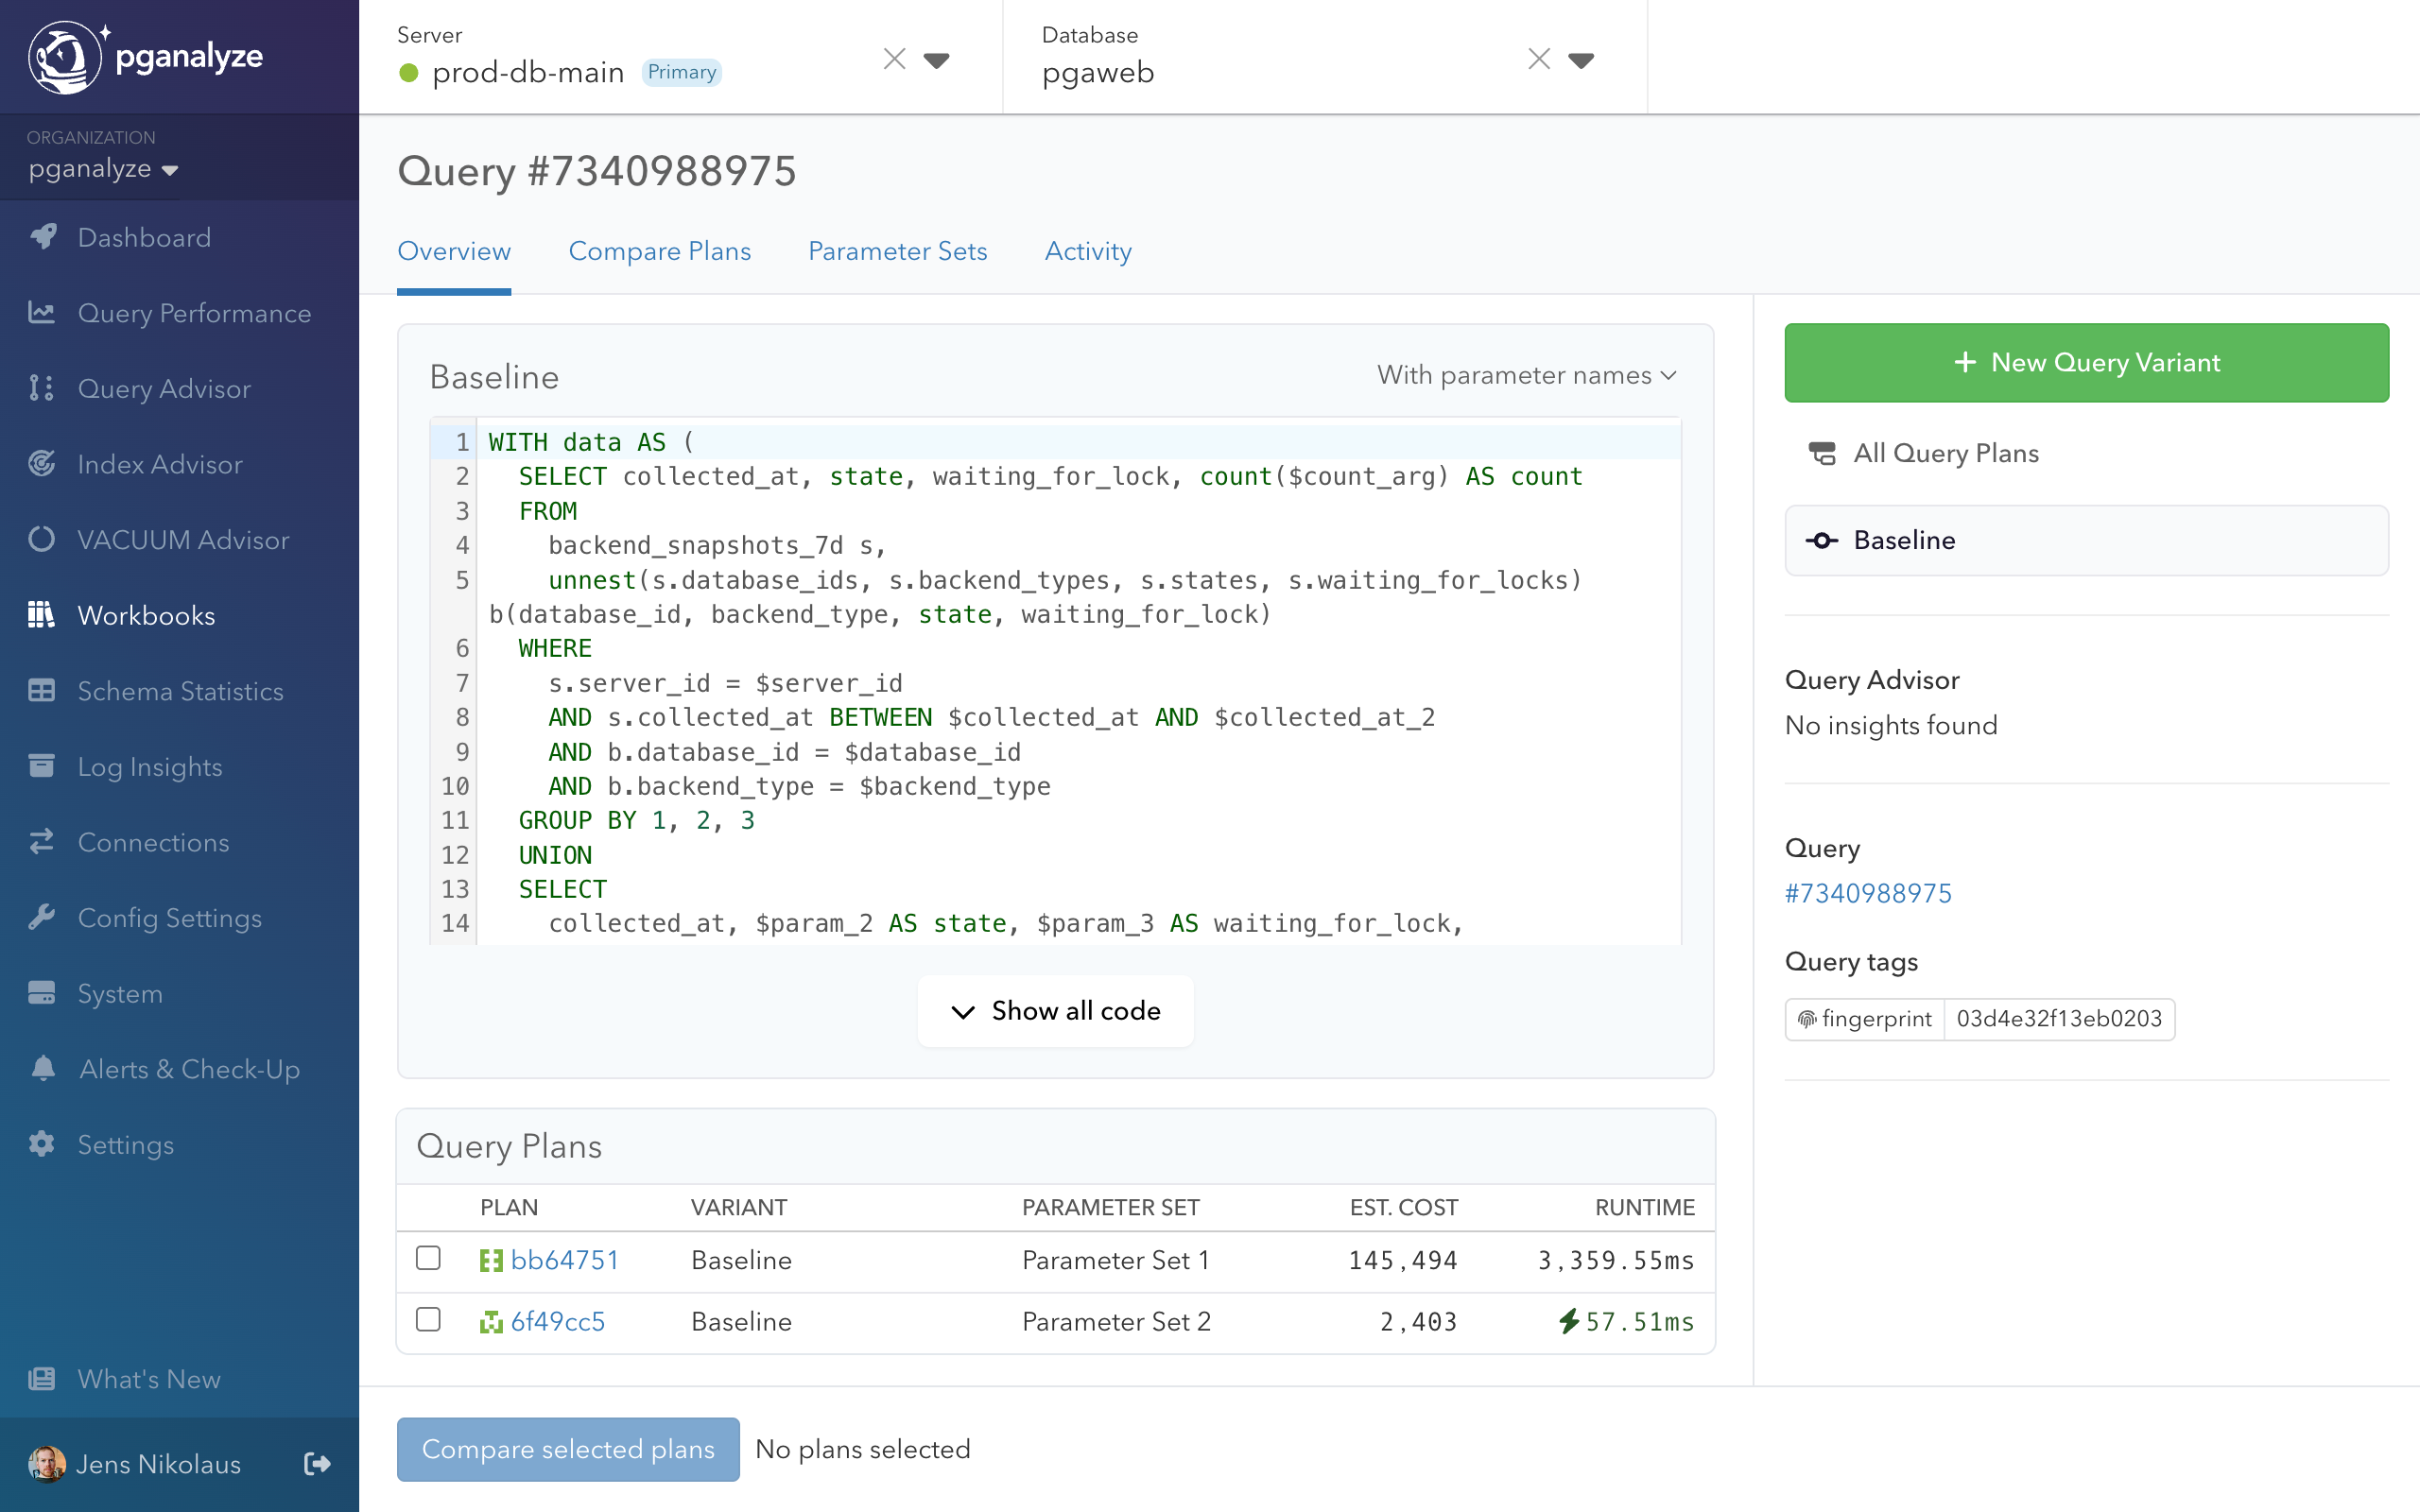 pganalyze
ORGANIZATION
pganalyze
Dashboard
Query Performance
Query Advisor
Index Advisor
VACUUM Advisor
Workbooks
Schema Statistics
Log Insights
Connections
Config Settings
System
Alerts & Check-Up
Settings
What's New
Jens Nikolaus
Server
prod-db-main Primary
Database
pgaweb
Query #7340988975
Overview Compare Plans Parameter Sets Activity
Baseline With parameter names
1 WITH data AS (
2 SELECT collected_at, state, waiting_for_lock, count($count_arg) AS count
3 FROM
4 backend_snapshots_7d s,
5 unnest(s.database_ids, s.backend_types, s.states, s.waiting_for_locks)
b(database_id, backend_type, state, waiting_for_lock)
6 WHERE
7 s.server_id = $server_id
8 AND s.collected_at BETWEEN $collected_at AND $collected_at_2
9 AND b.database_id = $database_id
10 AND b.backend_type = $backend_type
11 GROUP BY 1, 2, 3
12 UNION
13 SELECT
14 collected_at, $param_2 AS state, $param_3 AS waiting_for_lock,
Show all code
Query Plans
PLAN VARIANT PARAMETER SET EST. COST RUNTIME
bb64751 Baseline Parameter Set 1 145,494 3,359.55ms
6f49cc5 Baseline Parameter Set 2 2,403 57.51ms
Compare selected plans No plans selected
+ New Query Variant
All Query Plans
Baseline
Query Advisor
No insights found
Query
#7340988975
Query tags
fingerprint 03d4e32f13eb0203